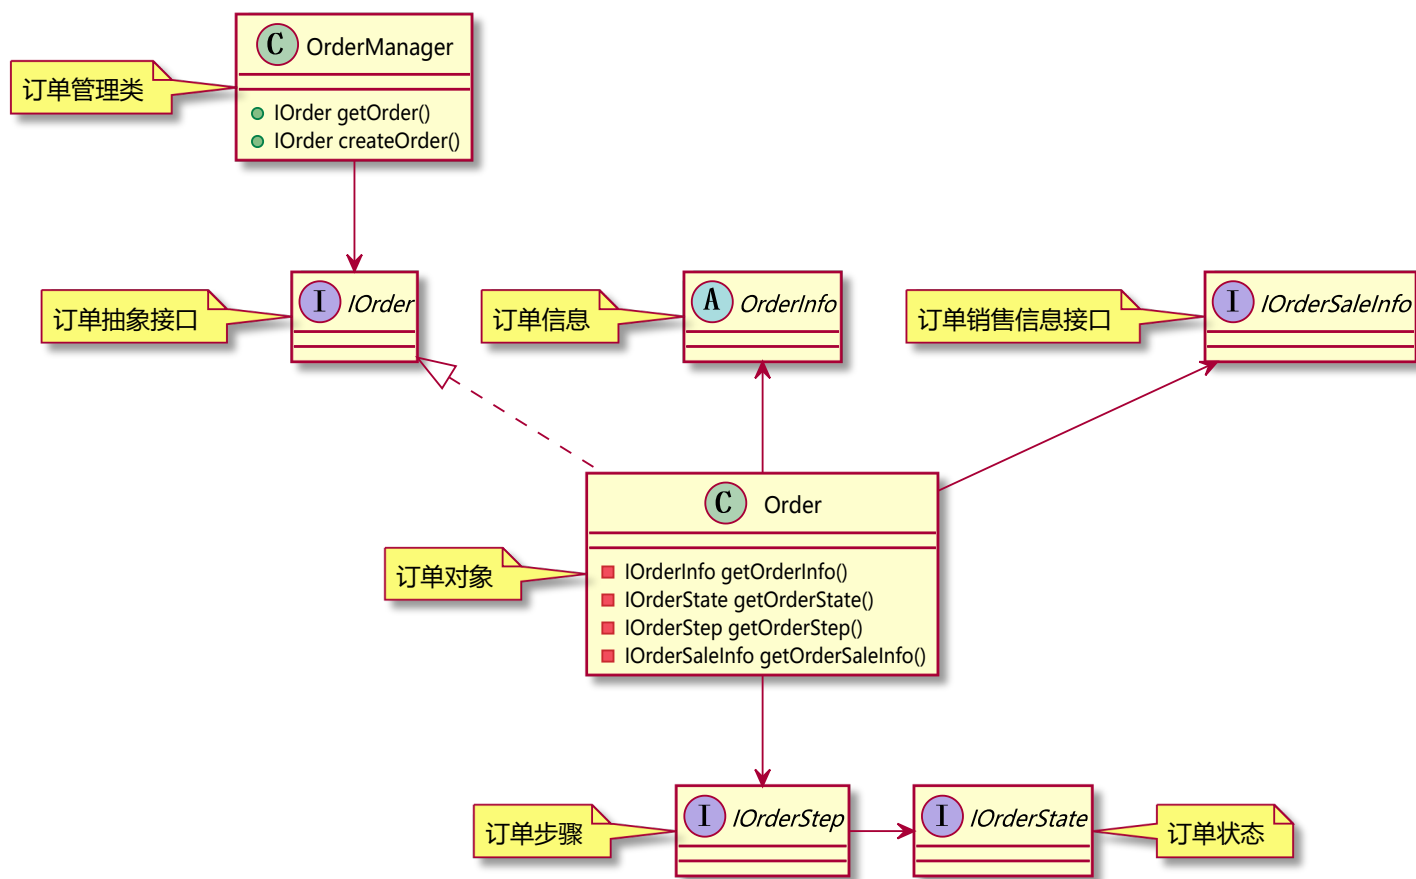 C OrderManager
订单管理类
IOrder getOrder()
IOrder createOrder()
订单抽象接口
I IOrder
订单信息
A OrderInfo
订单销售信息接口
I IOrderSaleInfo
C Order
订单对象
IOrderInfo getOrderInfo()
IOrderState getOrderState()
IOrderStep getOrderStep()
IOrderSaleInfo getOrderSaleInfo()
订单步骤
I IOrderStep
I IOrderState
订单状态